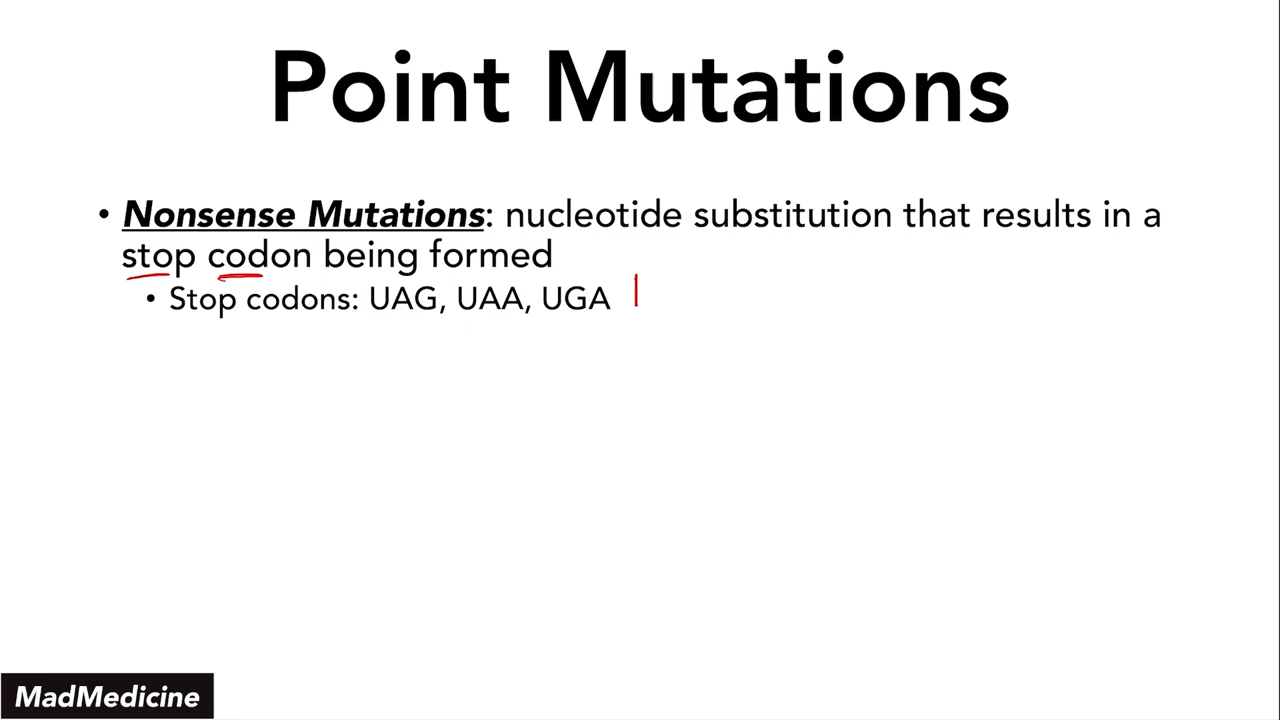 Point Mutations
• Nonsense Mutations: nucleotide substitution that results in a
stop codon being formed
• Stop codons: UAG, UAA, UGA
MadMedicine